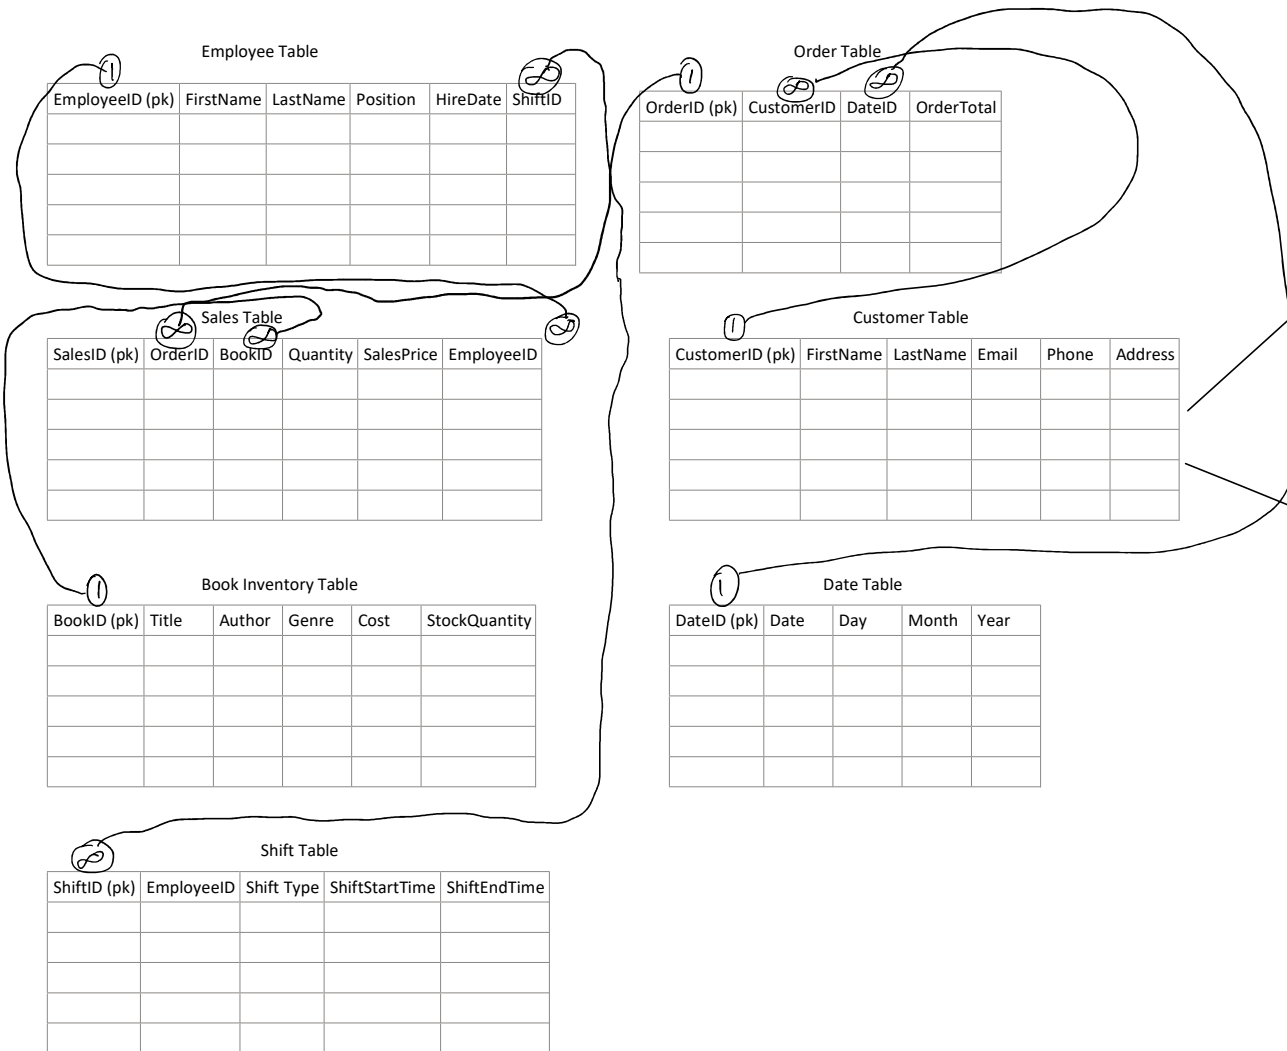 Employee Table
1 ∞
EmployeeID (pk) FirstName LastName Position HireDate ShiftID
Order Table
1 ∞ ∞
OrderID (pk) CustomerID DateID OrderTotal
Sales Table
∞ ∞ ∞
SalesID (pk) OrderID BookID Quantity SalesPrice EmployeeID
Customer Table
1
CustomerID (pk) FirstName LastName Email Phone Address
Book Inventory Table
1
BookID (pk) Title Author Genre Cost StockQuantity
Date Table
1
DateID (pk) Date Day Month Year
Shift Table
∞
ShiftID (pk) EmployeeID Shift Type ShiftStartTime ShiftEndTime